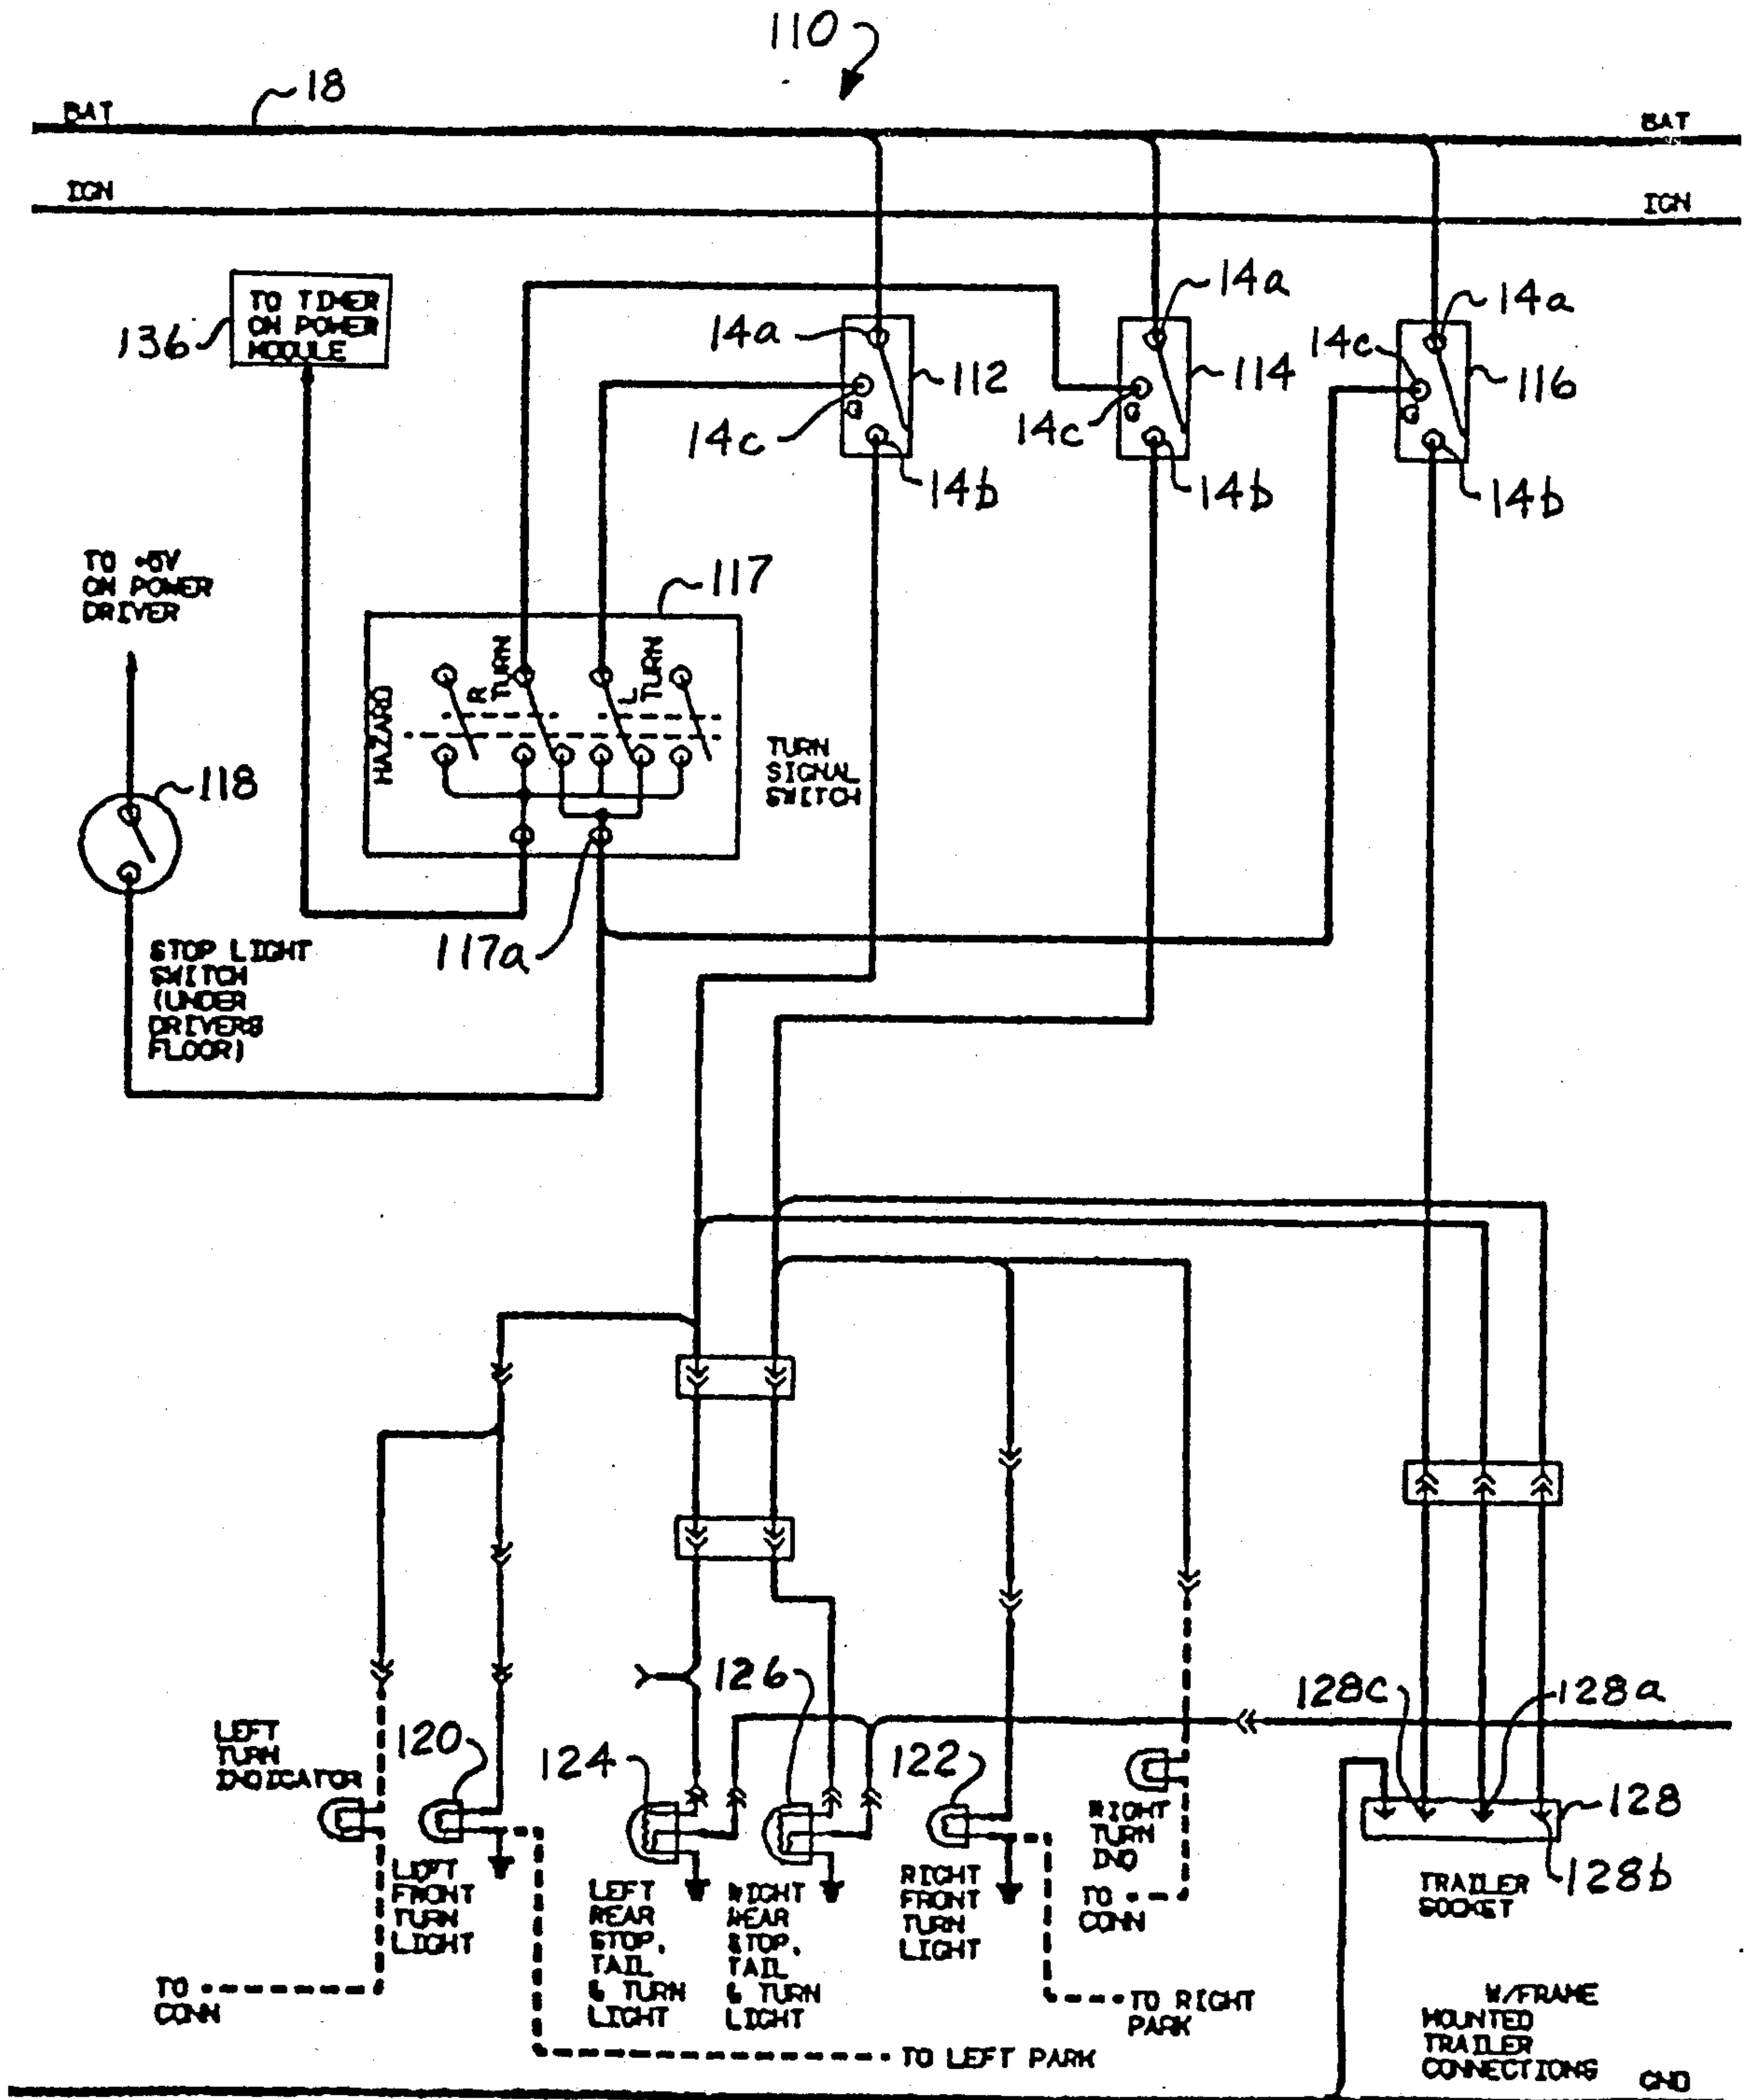 110
18
BAT
BAT
IGN
IGN
TO TIMER
ON POWER
MODULE
136
14a
14a
14a
14c
112
114
116
14c
14c
14b
14b
14b
TO +5V
ON POWER
DRIVER
117
HAZARD
R
TURN
L
TURN
TURN
SIGNAL
SWITCH
118
117a
STOP LIGHT
SWITCH
(UNDER
DRIVERS
FLOOR)
126
128c
128a
LEFT
TURN
INDICATOR
120
124
122
128
128b
LEFT
FRONT
TURN
LIGHT
LEFT
REAR
STOP,
TAIL
& TURN
LIGHT
RIGHT
REAR
STOP,
TAIL
& TURN
LIGHT
RIGHT
FRONT
TURN
LIGHT
RIGHT
TURN
IND
TO
CONN
TRAILER
SOCKET
TO
CONN
TO RIGHT
PARK
TO LEFT PARK
W/FRAME
MOUNTED
TRAILER
CONNECTIONS
GND